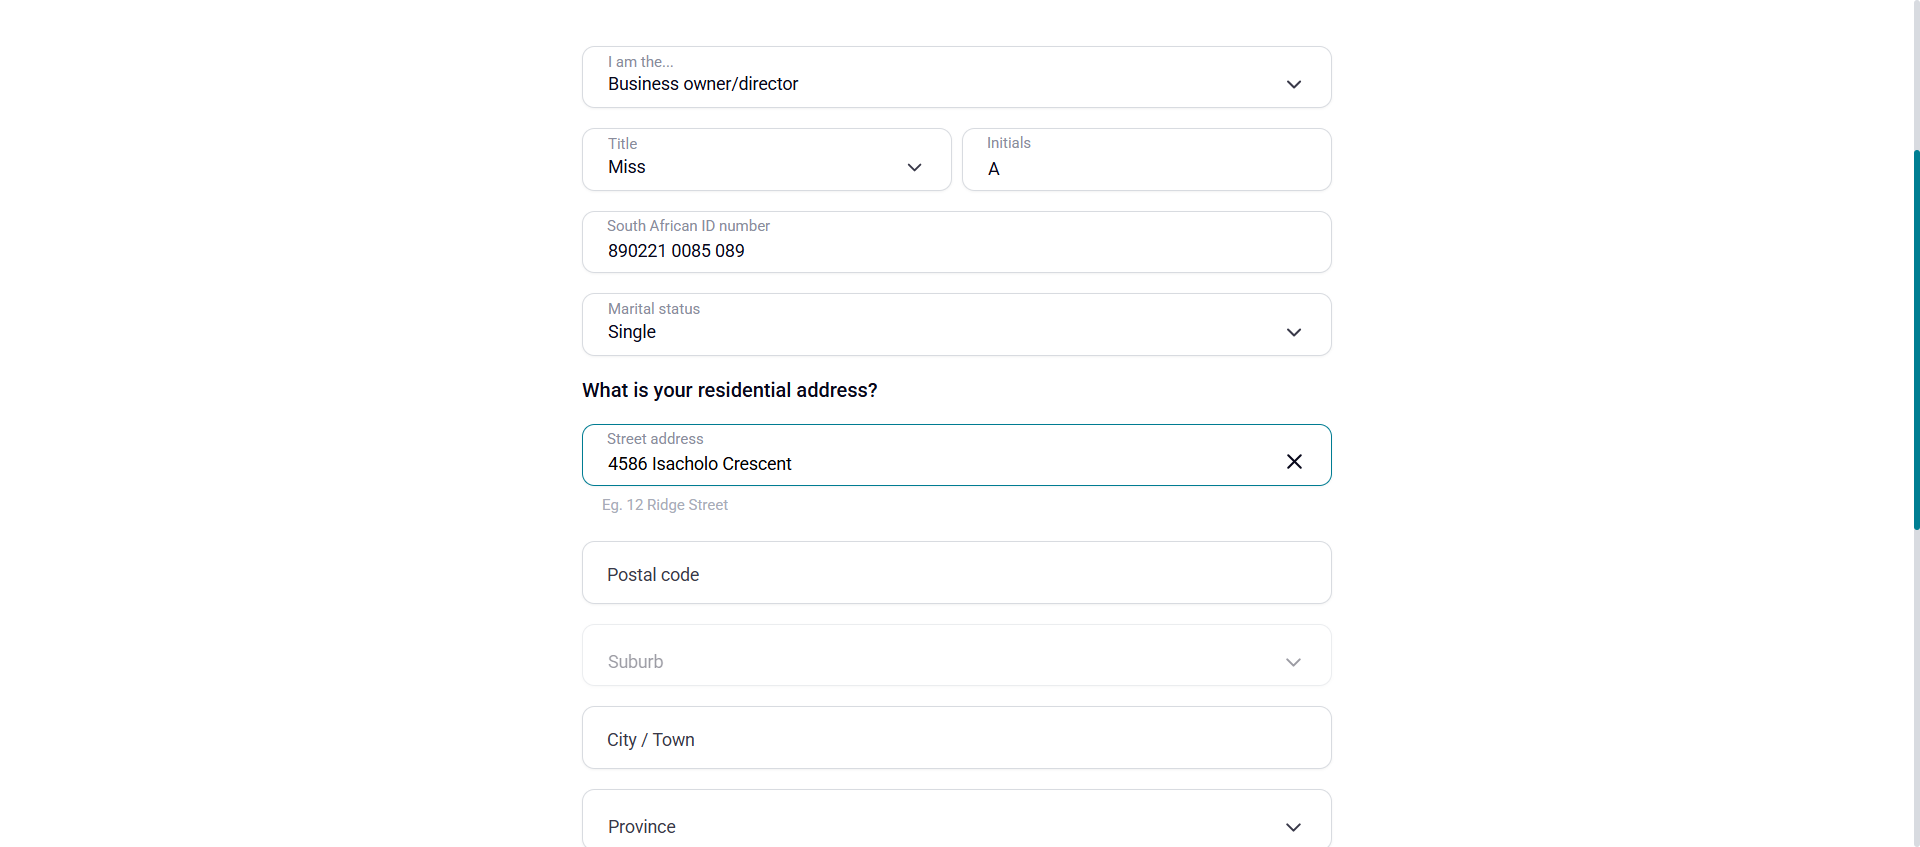 I am the...
Business owner/director
Title
Miss
Initials
A
South African ID number
890221 0085 089
Marital status
Single
What is your residential address?
Street address
4586 Isacholo Crescent
Eg. 12 Ridge Street
Postal code
Suburb
City / Town
Province